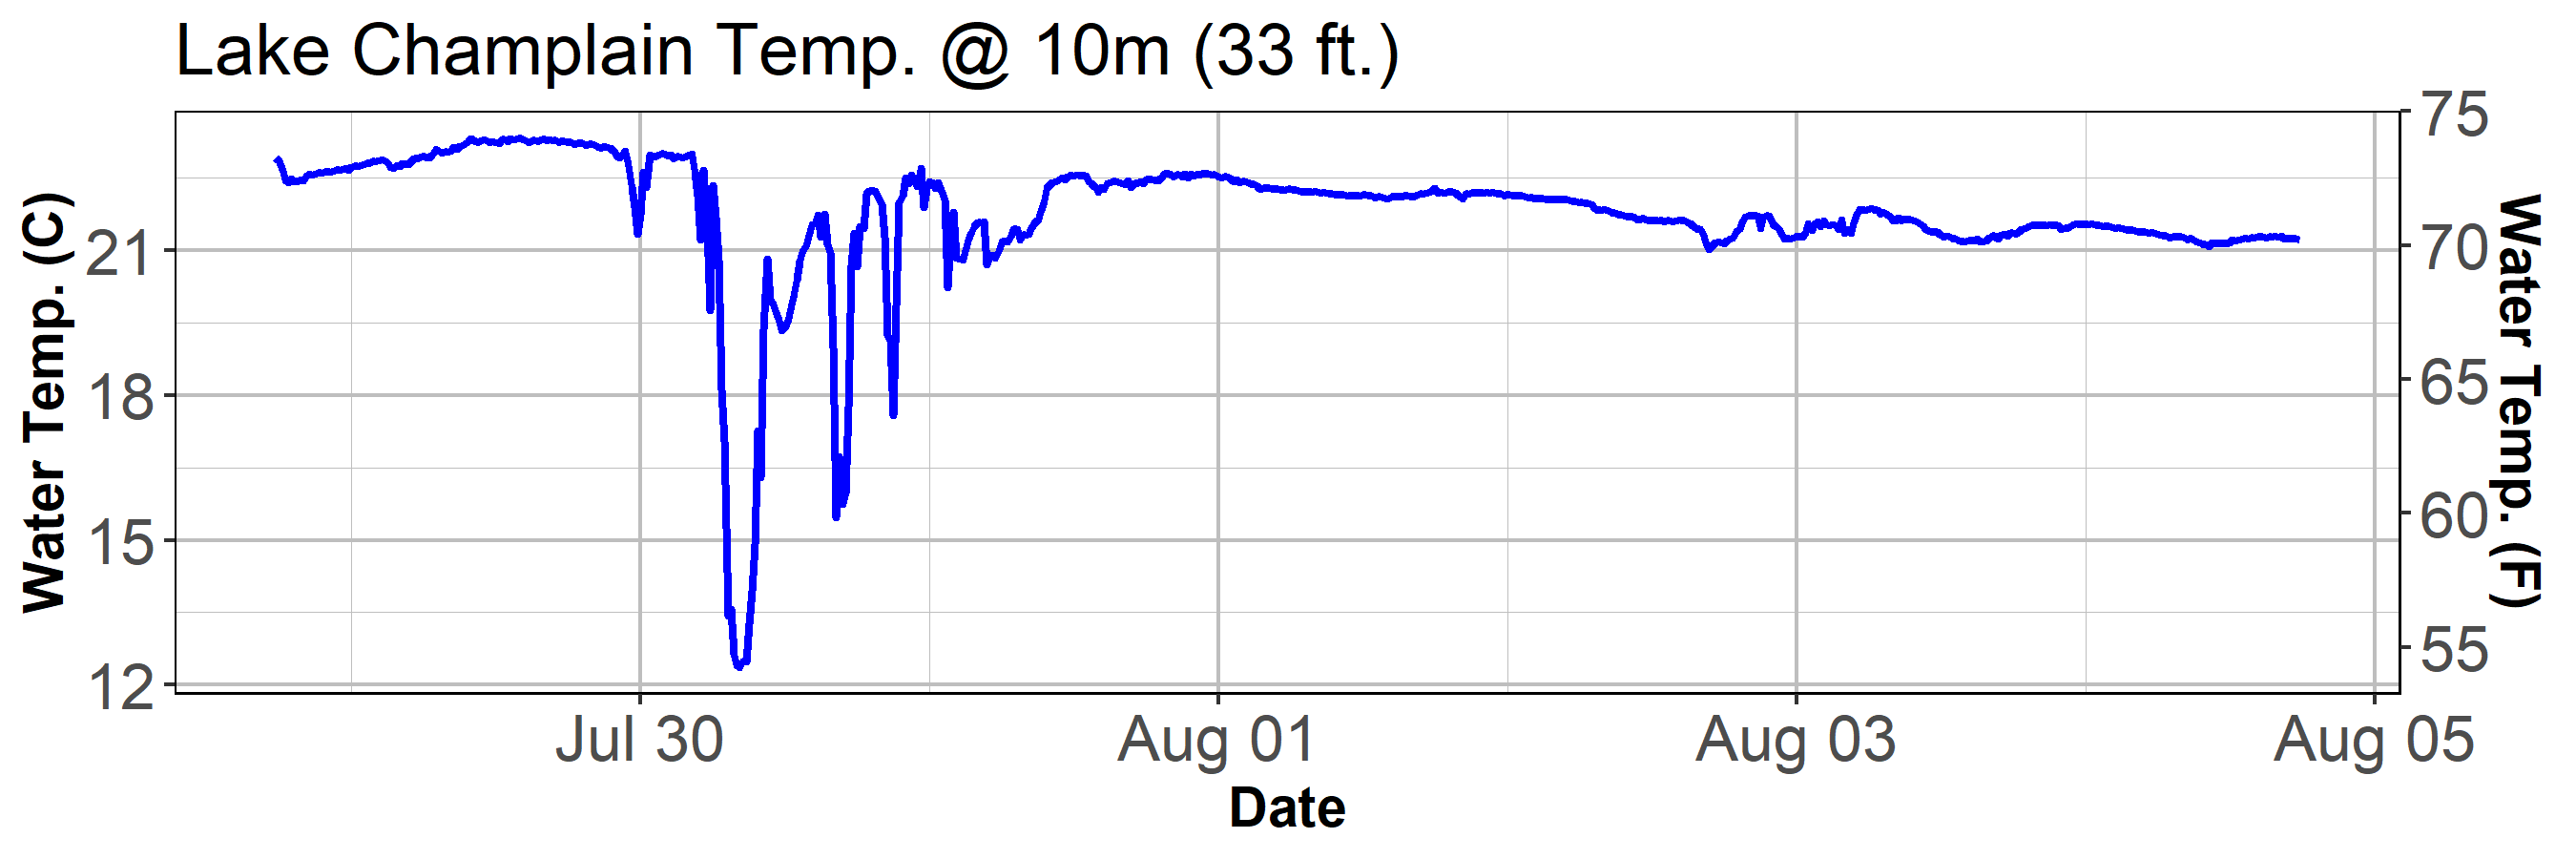 Lake Champlain Temp. @ 10m (33 ft.)
Water Temp. (C)
21
18
15
12
75
70
65
60
55
Water Temp. (F)
Jul 30
Aug 01
Aug 03
Aug 05
Date